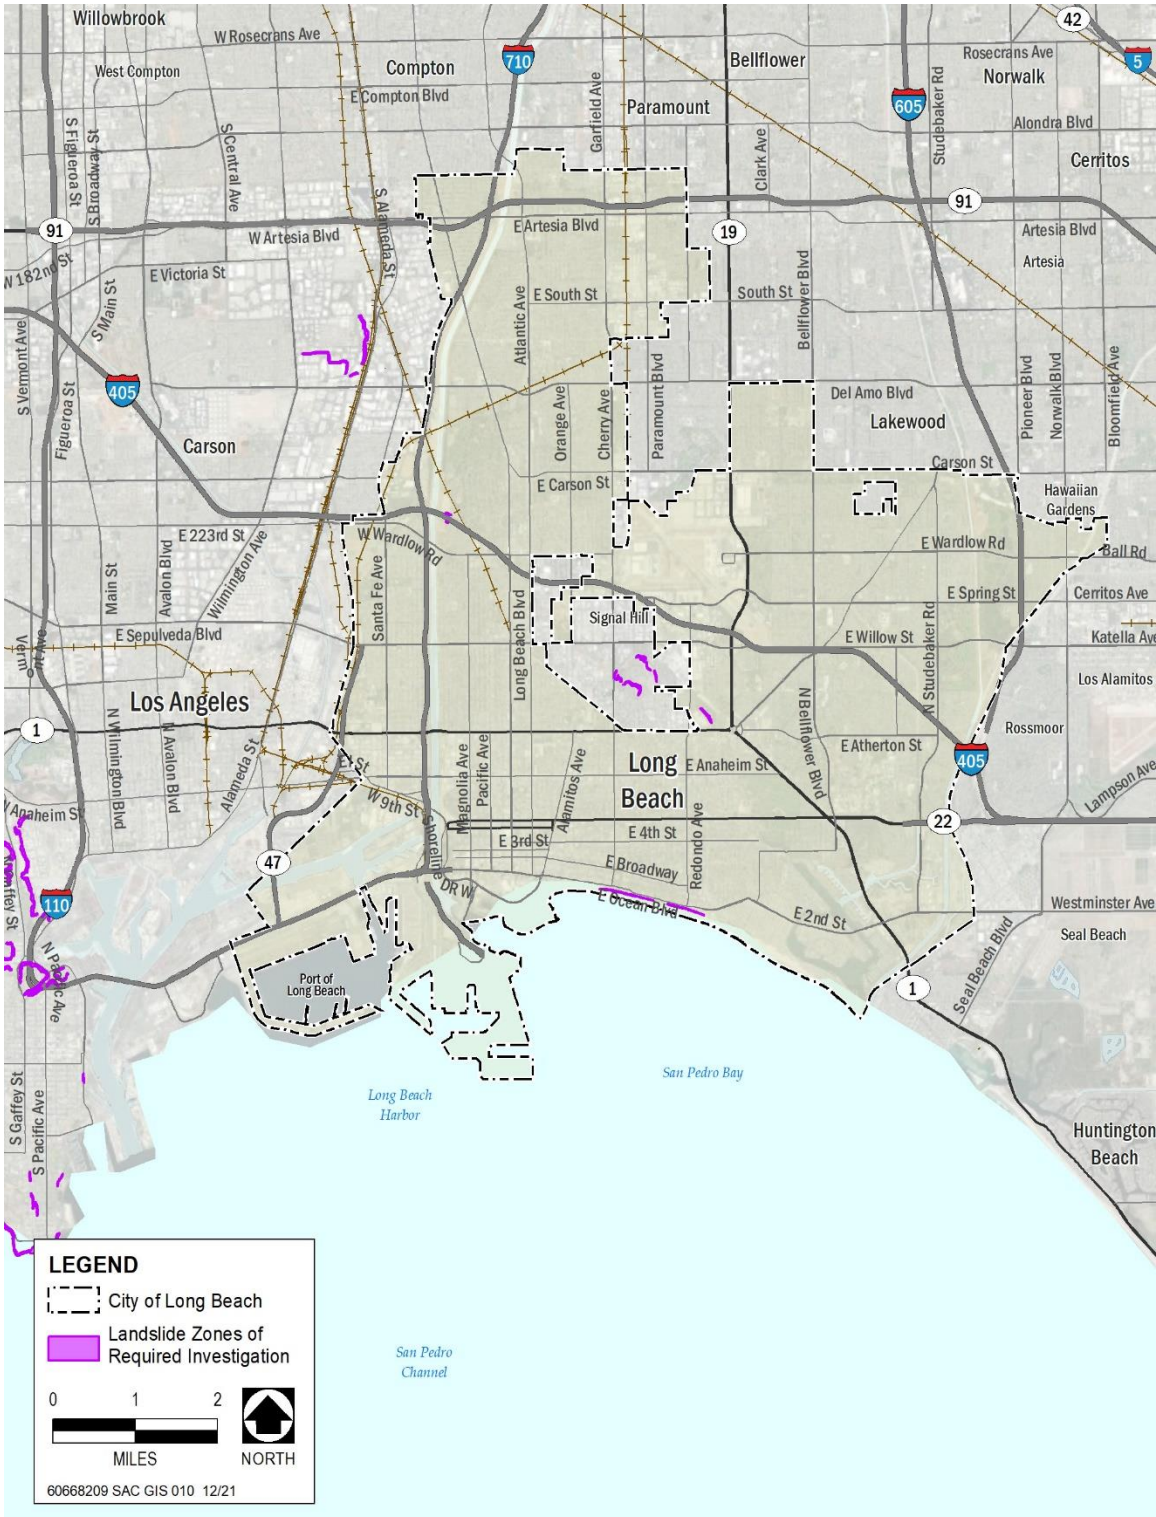 Willowbrook
W Rosecrans Ave
42
West Compton
Compton
710
Bellflower
Rosecrans Ave
5
Norwalk
E Compton Blvd
Garfield Ave
Paramount
605
Studebaker Rd
Alondra Blvd
S Figueroa St
S Broadway St
S Central Ave
Clark Ave
Cerritos
S Alameda St
91
91
W Artesia Blvd
E Artesia Blvd
19
Artesia Blvd
W 182nd St
E Victoria St
Bellflower Blvd
Artesia
S Main St
E South St
South St
Atlantic Ave
S Vermont Ave
405
Figueroa St
Orange Ave
Cherry Ave
Paramount Blvd
Del Amo Blvd
Pioneer Blvd
Norwalk Blvd
Bloomfield Ave
Carson
Lakewood
Carson St
E Carson St
Hawaiian
Gardens
E 223rd St
W Wardlow Rd
E Wardlow Rd
Ball Rd
Main St
Avalon Blvd
Wilmington Ave
Santa Fe Ave
Long Beach Blvd
E Spring St
Cerritos Ave
Signal Hill
N Studebaker Rd
E Sepulveda Blvd
E Willow St
Katella Ave
Los Angeles
Los Alamitos
N Bellflower Blvd
1
N Wilmington Blvd
N Avalon Blvd
Alameda St
Rossmoor
E Atherton St
405
Magnolia Ave
Pacific Ave
Alamitos Ave
Long
Beach
E Anaheim St
Lampson Ave
W 9th St
Redondo Ave
E 4th St
22
E 3rd St
47
Shoreline
DR W
E Broadway
110
E Ocean Blvd
E 2nd St
Westminster Ave
Seal Beach
Seal Beach Blvd
N Pacific Ave
Port of
Long Beach
1
San Pedro Bay
Long Beach
Harbor
S Gaffey St
S Pacific Ave
Huntington
Beach
LEGEND
City of Long Beach
Landslide Zones of
Required Investigation
San Pedro
Channel
0 1 2
MILES
NORTH
60668209 SAC GIS 010 12/21